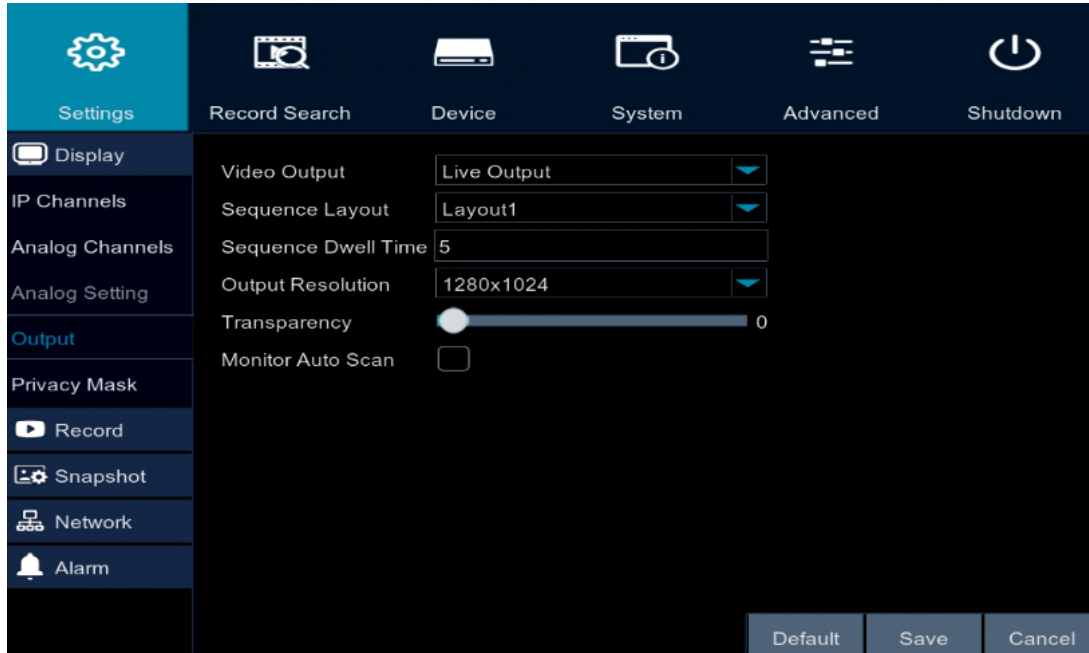 Settings
Record Search
Device
System
Advanced
Shutdown
Display
IP Channels
Analog Channels
Analog Setting
Output
Privacy Mask
Record
Snapshot
Network
Alarm
Video Output Live Output
Sequence Layout Layout1
Sequence Dwell Time 5
Output Resolution 1280x1024
Transparency 0
Monitor Auto Scan
Default Save Cancel